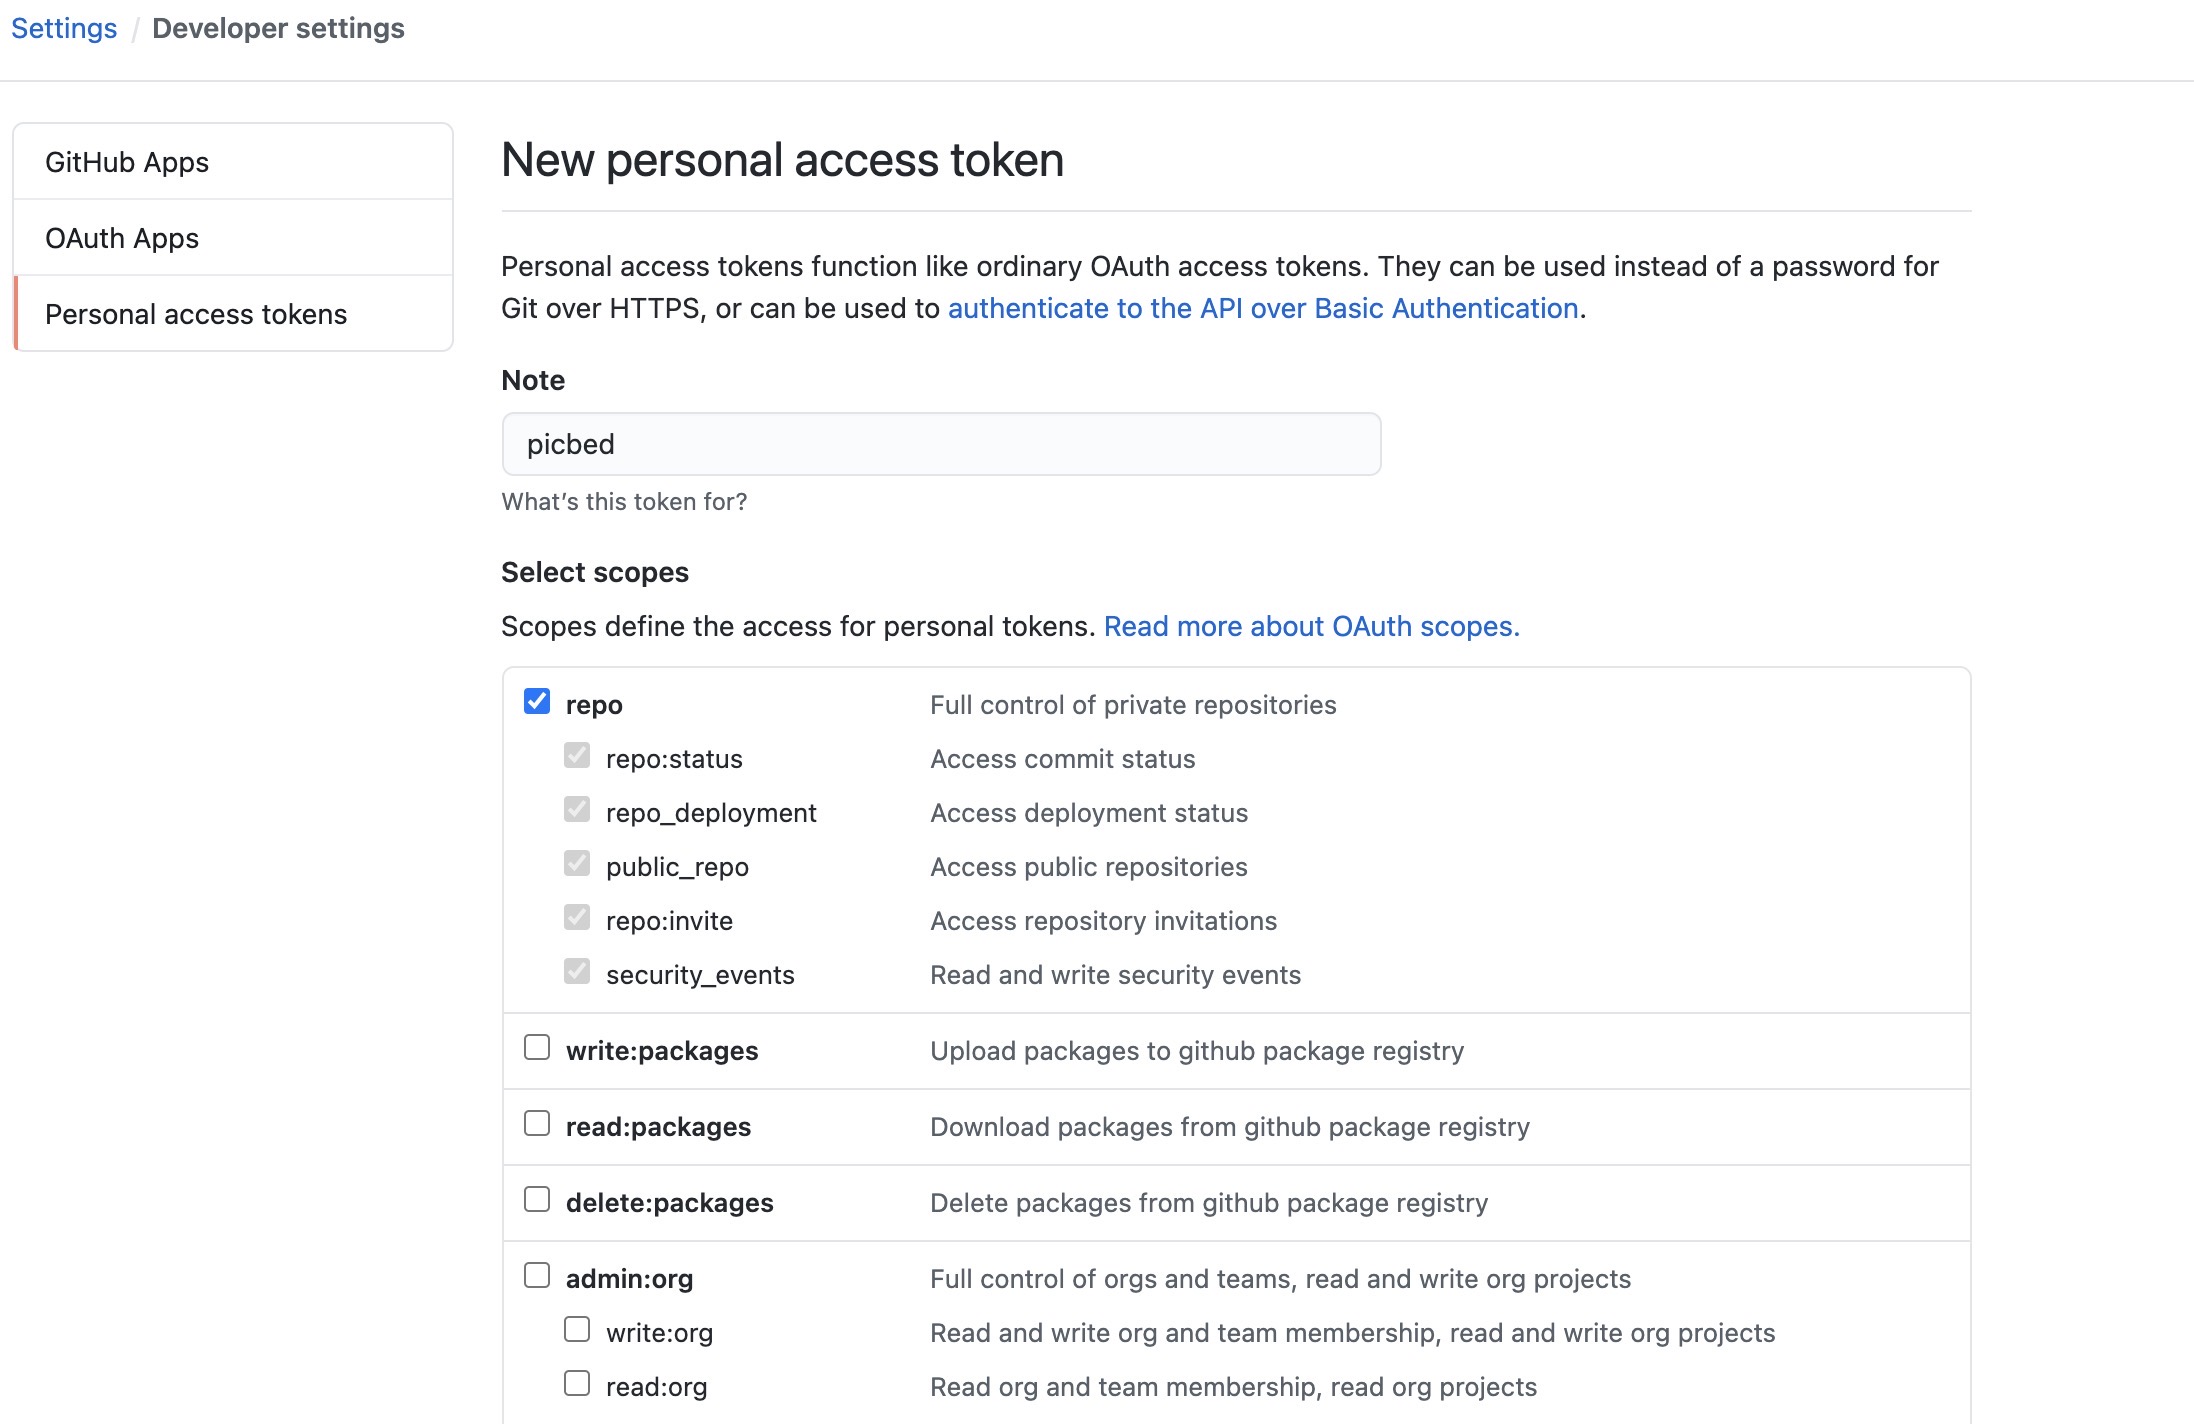 Settings / Developer settings
GitHub Apps
OAuth Apps
Personal access tokens
New personal access token
Personal access tokens function like ordinary OAuth access tokens. They can be used instead of a password for
Git over HTTPS, or can be used to authenticate to the API over Basic Authentication.
Note
picbed
What's this token for?
Select scopes
Scopes define the access for personal tokens. Read more about OAuth scopes.
repo Full control of private repositories
repo:status Access commit status
repo_deployment Access deployment status
public_repo Access public repositories
repo:invite Access repository invitations
security_events Read and write security events
write:packages Upload packages to github package registry
read:packages Download packages from github package registry
delete:packages Delete packages from github package registry
admin:org Full control of orgs and teams, read and write org projects
write:org Read and write org and team membership, read and write org projects
read:org Read org and team membership, read org projects